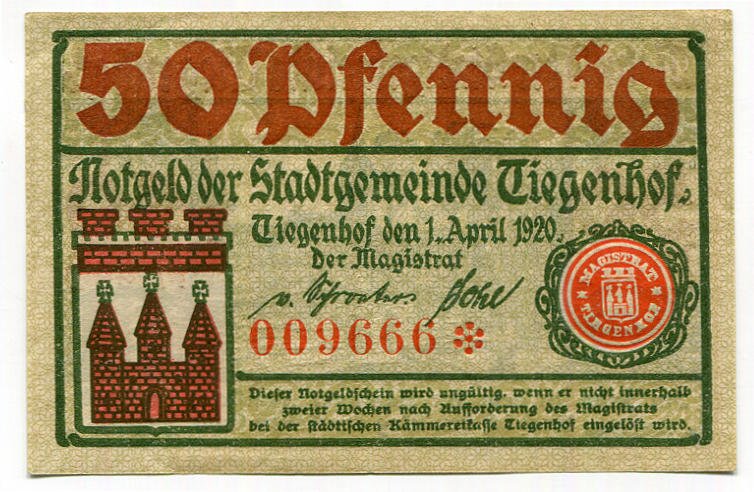 50 Pfennig
Notgeld der Stadtgemeinde Tiegenhof.
Tiegenhof den 1. April 1920.
Der Magistrat
009666
MAGISTRAT
TIEGENHOF
Dieser Notgeldschein wird ungültig, wenn er nicht innerhalb
zweier Wochen nach Aufforderung des Magistrats
bei der städtischen Kämmereikasse Tiegenhof eingelöst wird.